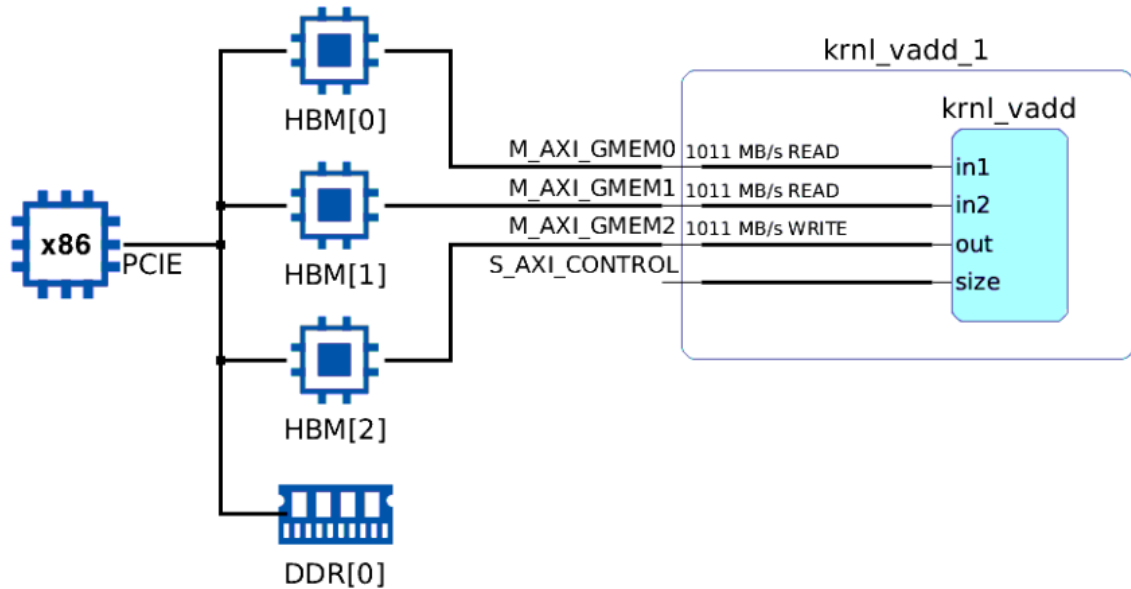 krnl_vadd_1
krnl_vadd
HBM[0]
M_AXI_GMEM0 1011 MB/s READ in1
M_AXI_GMEM1 1011 MB/s READ in2
M_AXI_GMEM2 1011 MB/s WRITE out
S_AXI_CONTROL size
x86
PCIE
HBM[1]
HBM[2]
DDR[0]